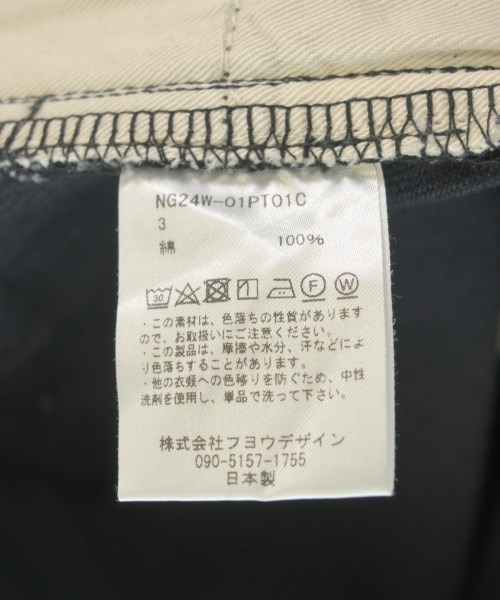 NG24W-01PT01C
3
綿 100%
30 F W
・この素材は、色落ちの性質があります
ので、お取扱いにご注意ください。
・この製品は、摩擦や水分、汗などによ
り色落ちすることがあります。
・他の衣類への色移りを防ぐため、中性
洗剤を使用し、単品で洗って下さい。
株式会社フヨウデザイン
090-5157-1755
日本製